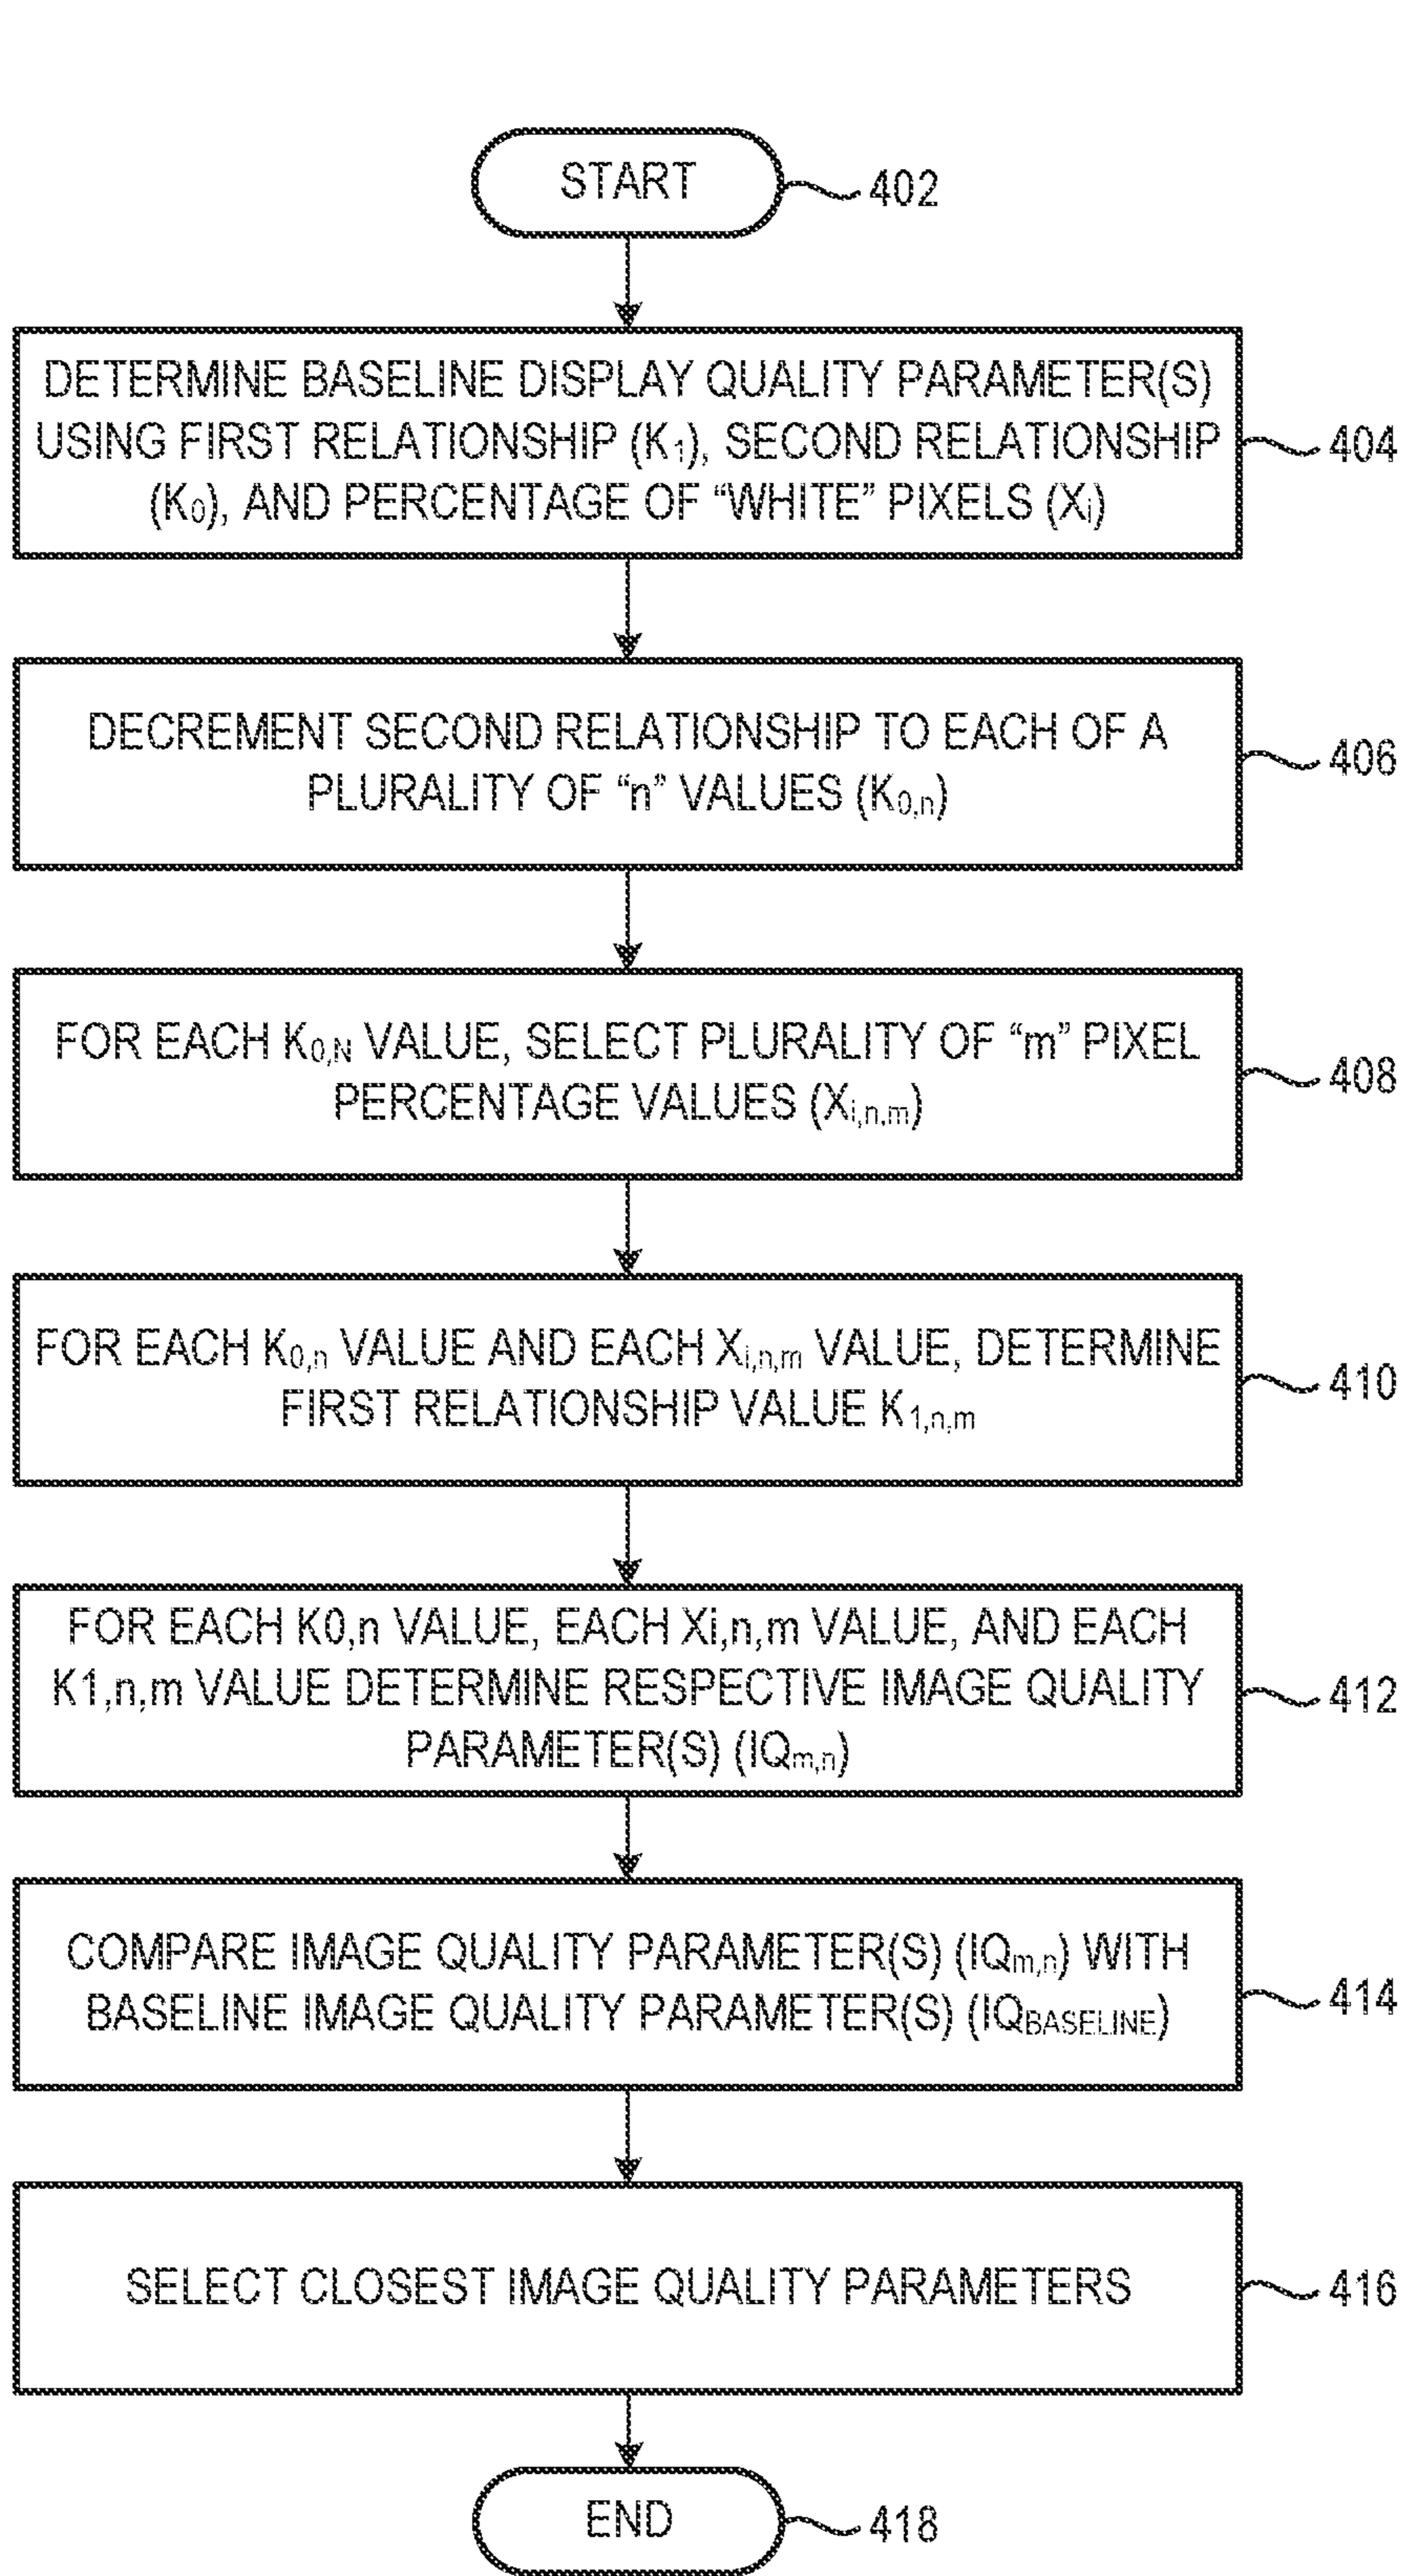 START
402
DETERMINE BASELINE DISPLAY QUALITY PARAMETER(S)
USING FIRST RELATIONSHIP (K₁), SECOND RELATIONSHIP
(K₀), AND PERCENTAGE OF “WHITE” PIXELS (Xᵢ)
404
DECREMENT SECOND RELATIONSHIP TO EACH OF A
PLURALITY OF “n” VALUES (K0,n)
406
FOR EACH K0,N VALUE, SELECT PLURALITY OF “m” PIXEL
PERCENTAGE VALUES (Xi,n,m)
408
FOR EACH K0,n VALUE AND EACH Xi,n,m VALUE, DETERMINE
FIRST RELATIONSHIP VALUE K1,n,m
410
FOR EACH K0,n VALUE, EACH Xi,n,m VALUE, AND EACH
K1,n,m VALUE DETERMINE RESPECTIVE IMAGE QUALITY
PARAMETER(S) (IQm,n)
412
COMPARE IMAGE QUALITY PARAMETER(S) (IQm,n) WITH
BASELINE IMAGE QUALITY PARAMETER(S) (IQBASELINE)
414
SELECT CLOSEST IMAGE QUALITY PARAMETERS
416
END
418